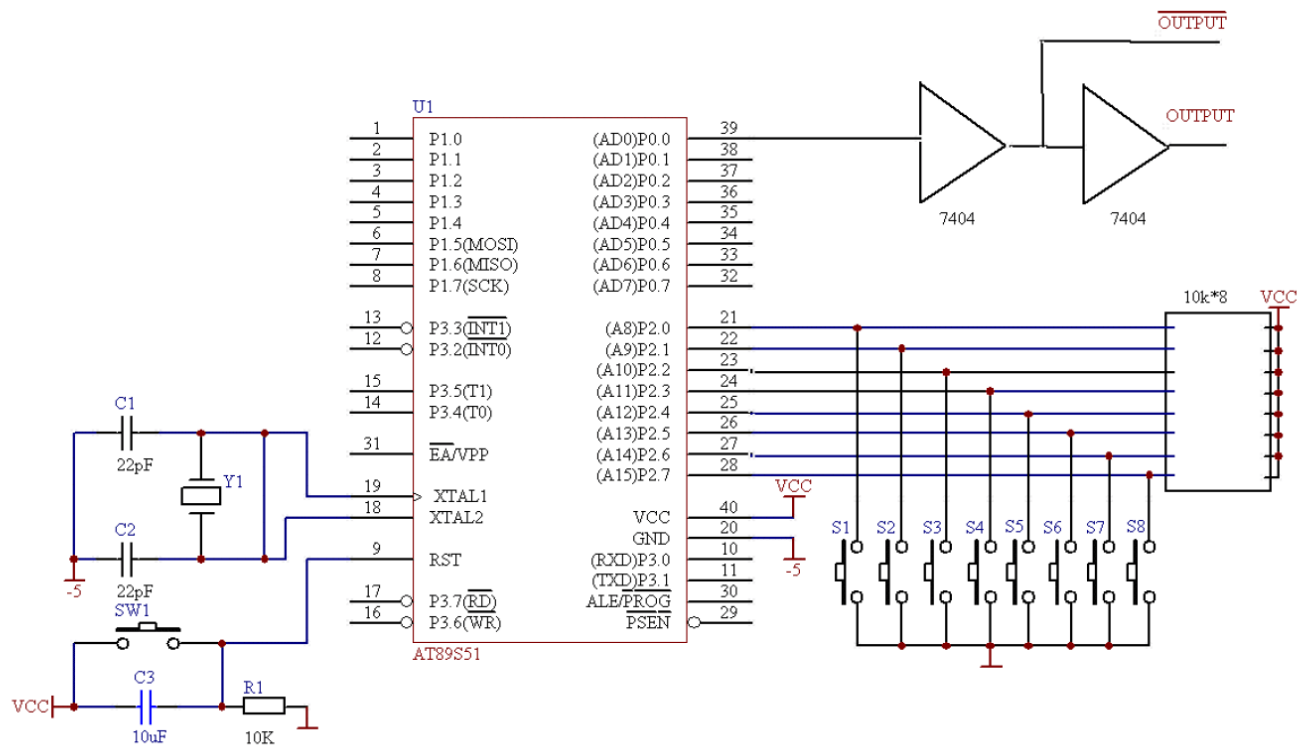 OUTPUT
OUTPUT
7404
7404
U1
1
P1.0
(AD0)P0.0
39
2
P1.1
(AD1)P0.1
38
3
P1.2
(AD2)P0.2
37
4
P1.3
(AD3)P0.3
36
5
P1.4
(AD4)P0.4
35
6
P1.5(MOSI)
(AD5)P0.5
34
7
P1.6(MISO)
(AD6)P0.6
33
8
P1.7(SCK)
(AD7)P0.7
32
10k*8
VCC
13
P3.3(INT1)
(A8)P2.0
21
12
P3.2(INT0)
(A9)P2.1
22
(A10)P2.2
23
15
P3.5(T1)
(A11)P2.3
24
14
P3.4(T0)
(A12)P2.4
25
(A13)P2.5
26
31
EA/VPP
(A14)P2.6
27
(A15)P2.7
28
C1
22pF
Y1
19
XTAL1
18
XTAL2
VCC
40
VCC
GND
20
-5
C2
22pF
-5
9
RST
(RXD)P3.0
10
(TXD)P3.1
11
17
P3.7(RD)
ALE/PROG
30
16
P3.6(WR)
PSEN
29
AT89S51
S1
S2
S3
S4
S5
S6
S7
S8
SW1
C3
R1
VCC
10uF
10K